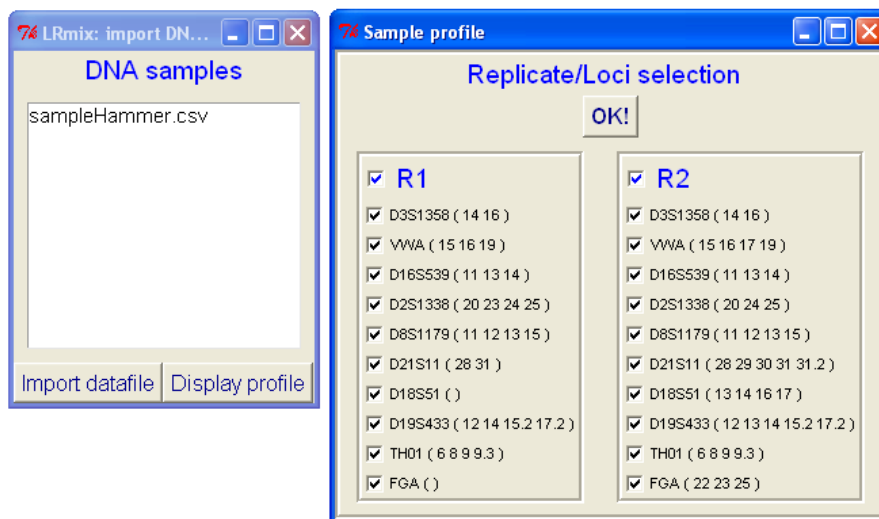 LRmix: import DN...
DNA samples
sampleHammer.csv
Import datafile
Display profile
Sample profile
Replicate/Loci selection
OK!
R1
D3S1358 ( 14 16 )
VWA ( 15 16 19 )
D16S539 ( 11 13 14 )
D2S1338 ( 20 23 24 25 )
D8S1179 ( 11 12 13 15 )
D21S11 ( 28 31 )
D18S51 ( )
D19S433 ( 12 14 15.2 17.2 )
TH01 ( 6 8 9 9.3 )
FGA ( )
R2
D3S1358 ( 14 16 )
VWA ( 15 16 17 19 )
D16S539 ( 11 13 14 )
D2S1338 ( 20 24 25 )
D8S1179 ( 11 12 13 15 )
D21S11 ( 28 29 30 31 31.2 )
D18S51 ( 13 14 16 17 )
D19S433 ( 12 13 14 15.2 17.2 )
TH01 ( 6 8 9 9.3 )
FGA ( 22 23 25 )